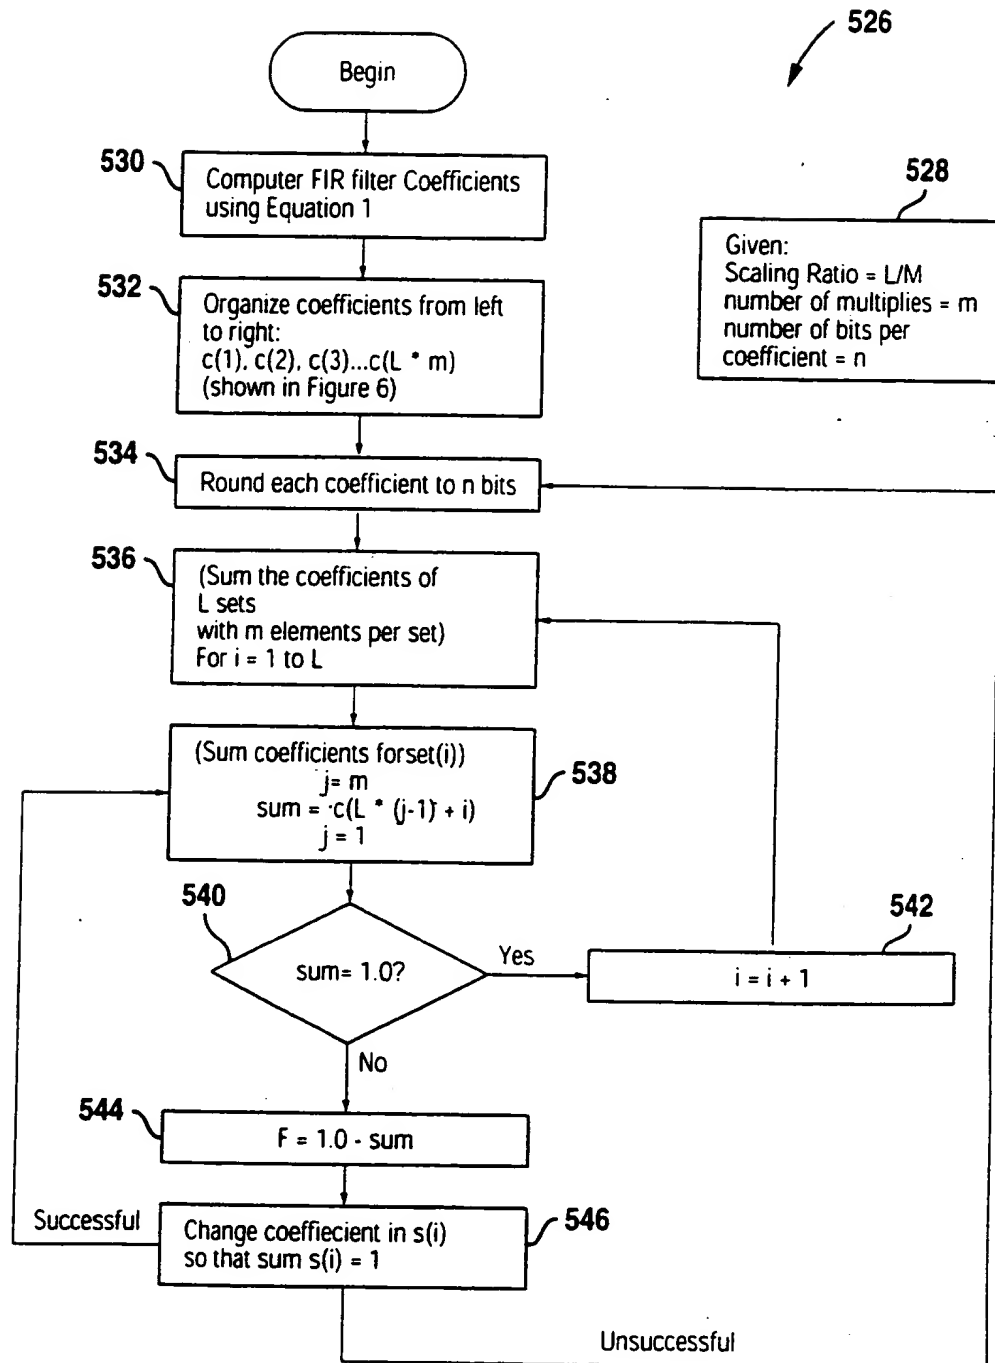 526
Begin
530
Computer FIR filter Coefficients
using Equation 1
528
Given:
Scaling Ratio = L/M
number of multiplies = m
number of bits per
coefficient = n
532
Organize coefficients from left
to right:
c(1), c(2), c(3)...c(L * m)
(shown in Figure 6)
534
Round each coefficient to n bits
536
(Sum the coefficients of
L sets
with m elements per set)
For i = 1 to L
538
(Sum coefficients forset(i))
j= m
sum = c(L * (j-1) + i)
j = 1
540
sum= 1.0?
Yes
542
i = i + 1
No
544
F = 1.0 - sum
Successful
546
Change coeffiecient in s(i)
so that sum s(i) = 1
Unsuccessful